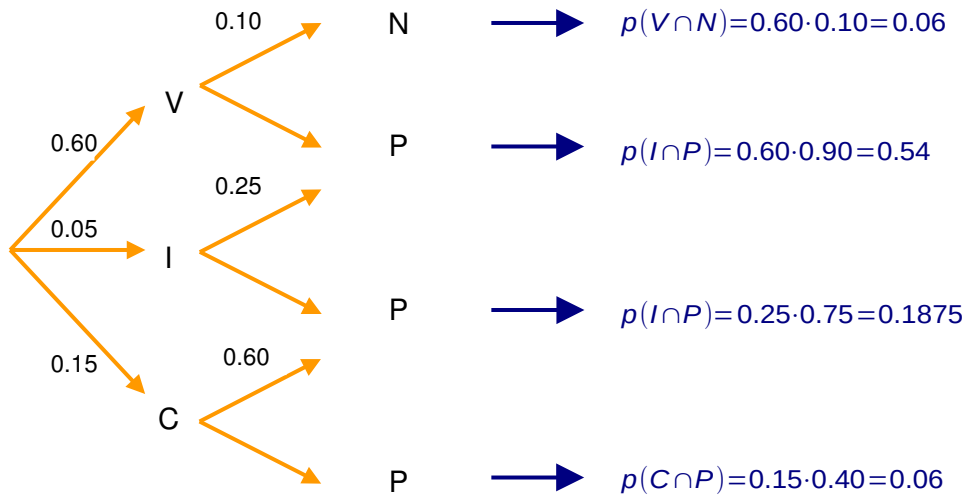 0.10 N p(V∩N)=0.60·0.10=0.06
V
0.60 P p(I∩P)=0.60·0.90=0.54
0.25
0.05
I
P p(I∩P)=0.25·0.75=0.1875
0.15 0.60
C
P p(C∩P)=0.15·0.40=0.06